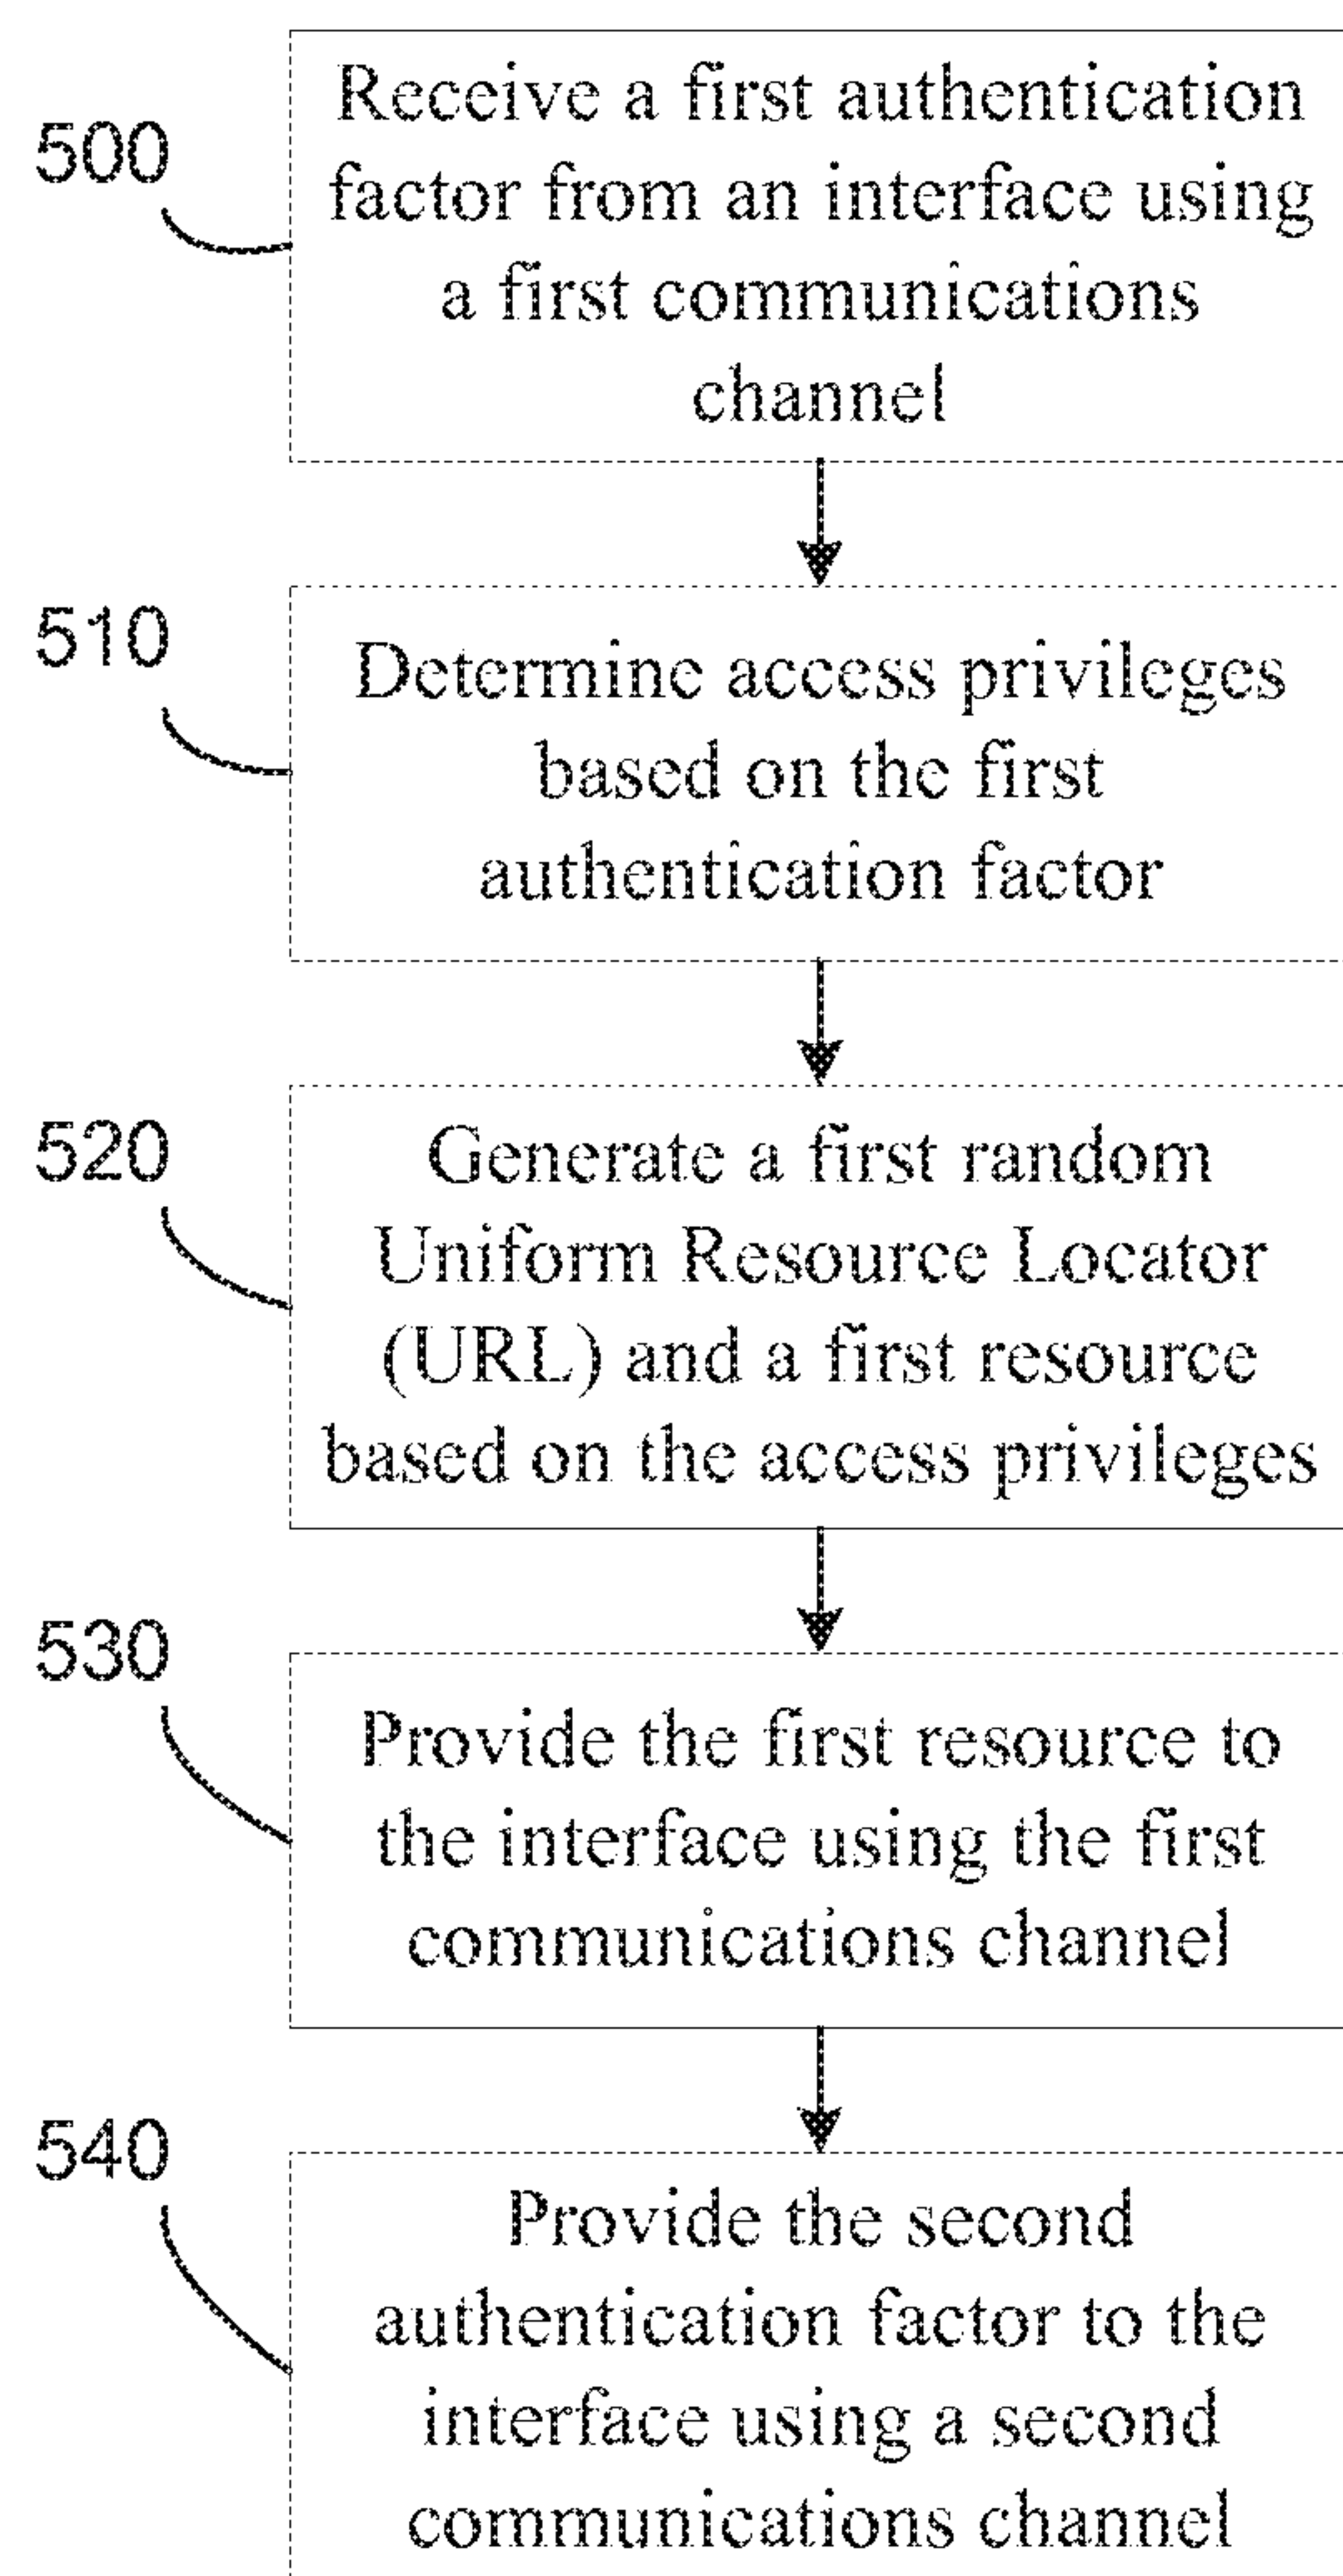 500
Receive a first authentication
factor from an interface using
a first communications
channel
510
Determine access privileges
based on the first
authentication factor
520
Generate a first random
Uniform Resource Locator
(URL) and a first resource
based on the access privileges
530
Provide the first resource to
the interface using the first
communications channel
540
Provide the second
authentication factor to the
interface using a second
communications channel